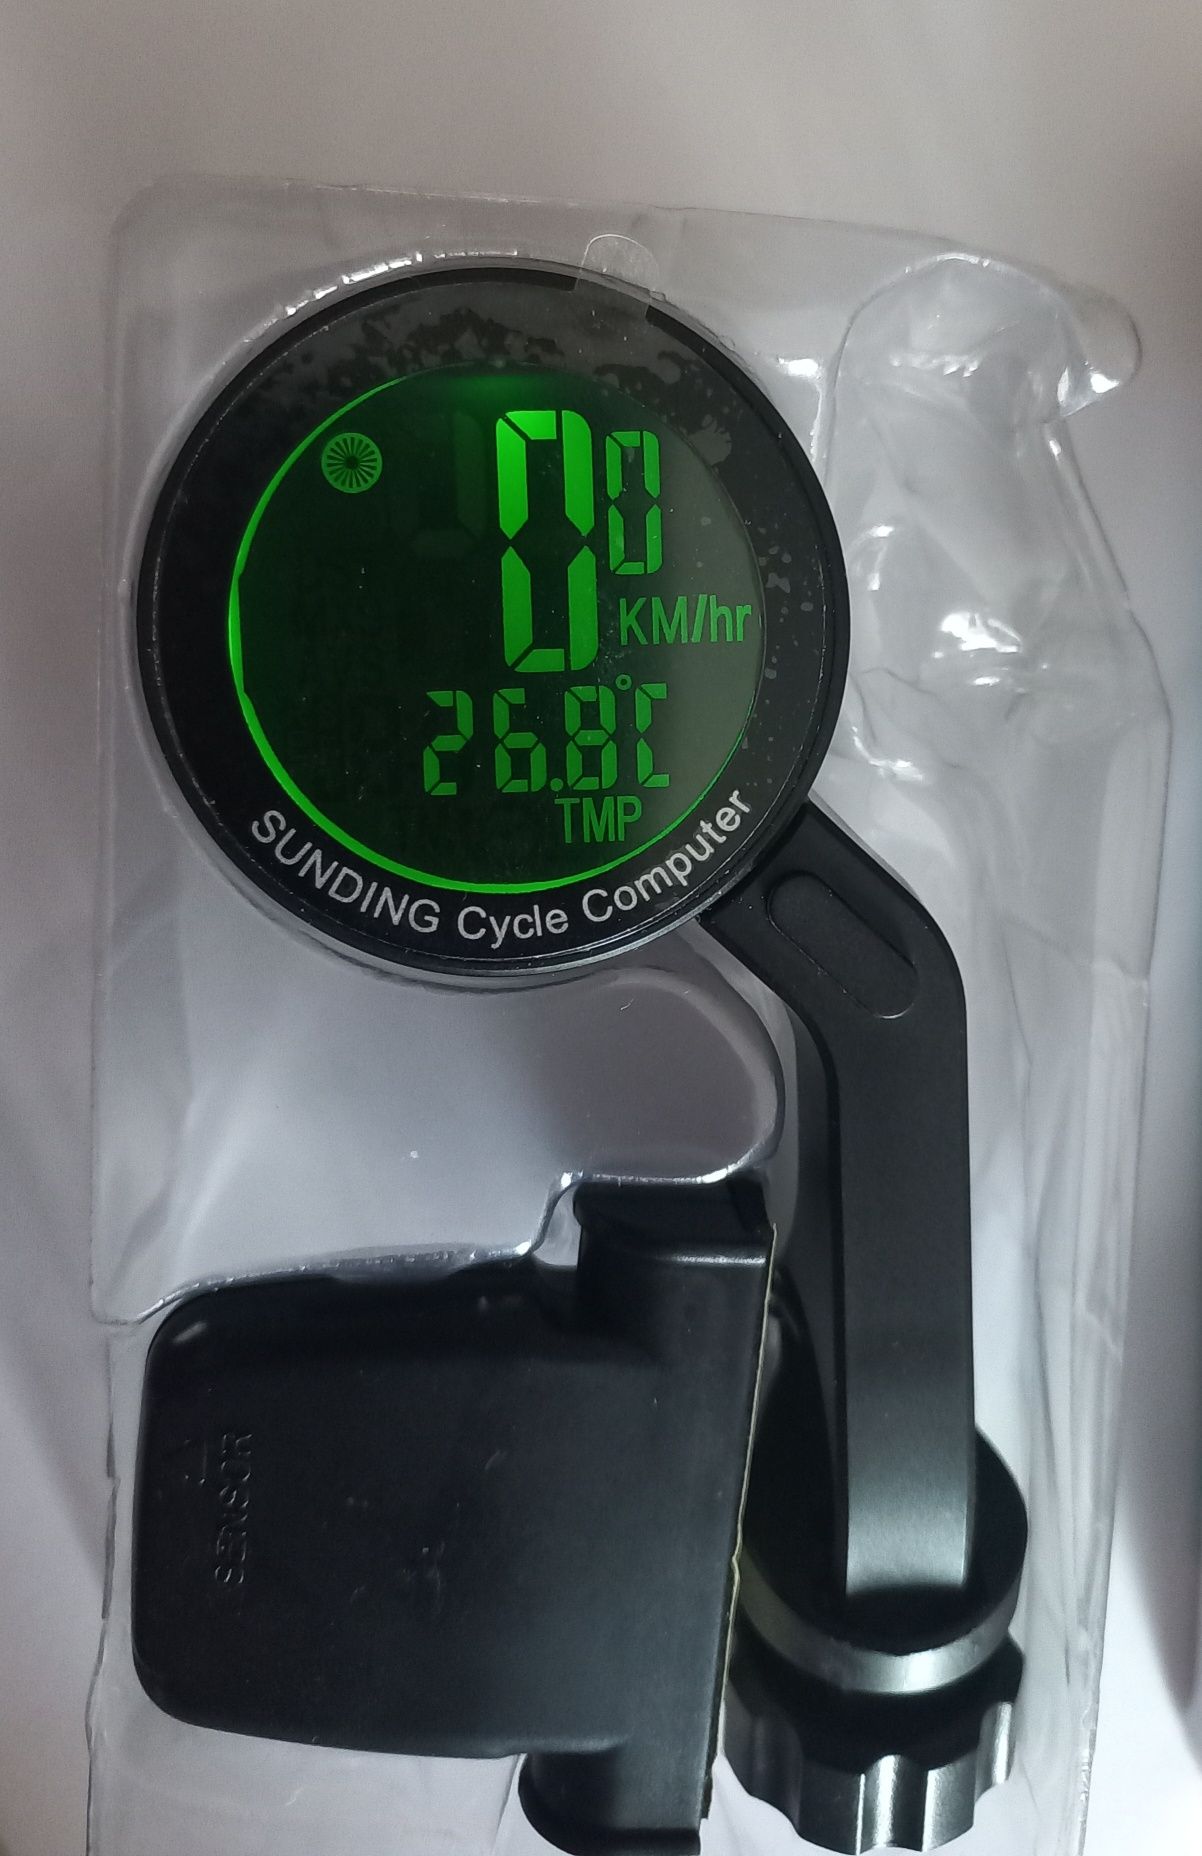 0.0
KM/hr
26.8°C
TMP
SUNDING Cycle Computer
SENSOR